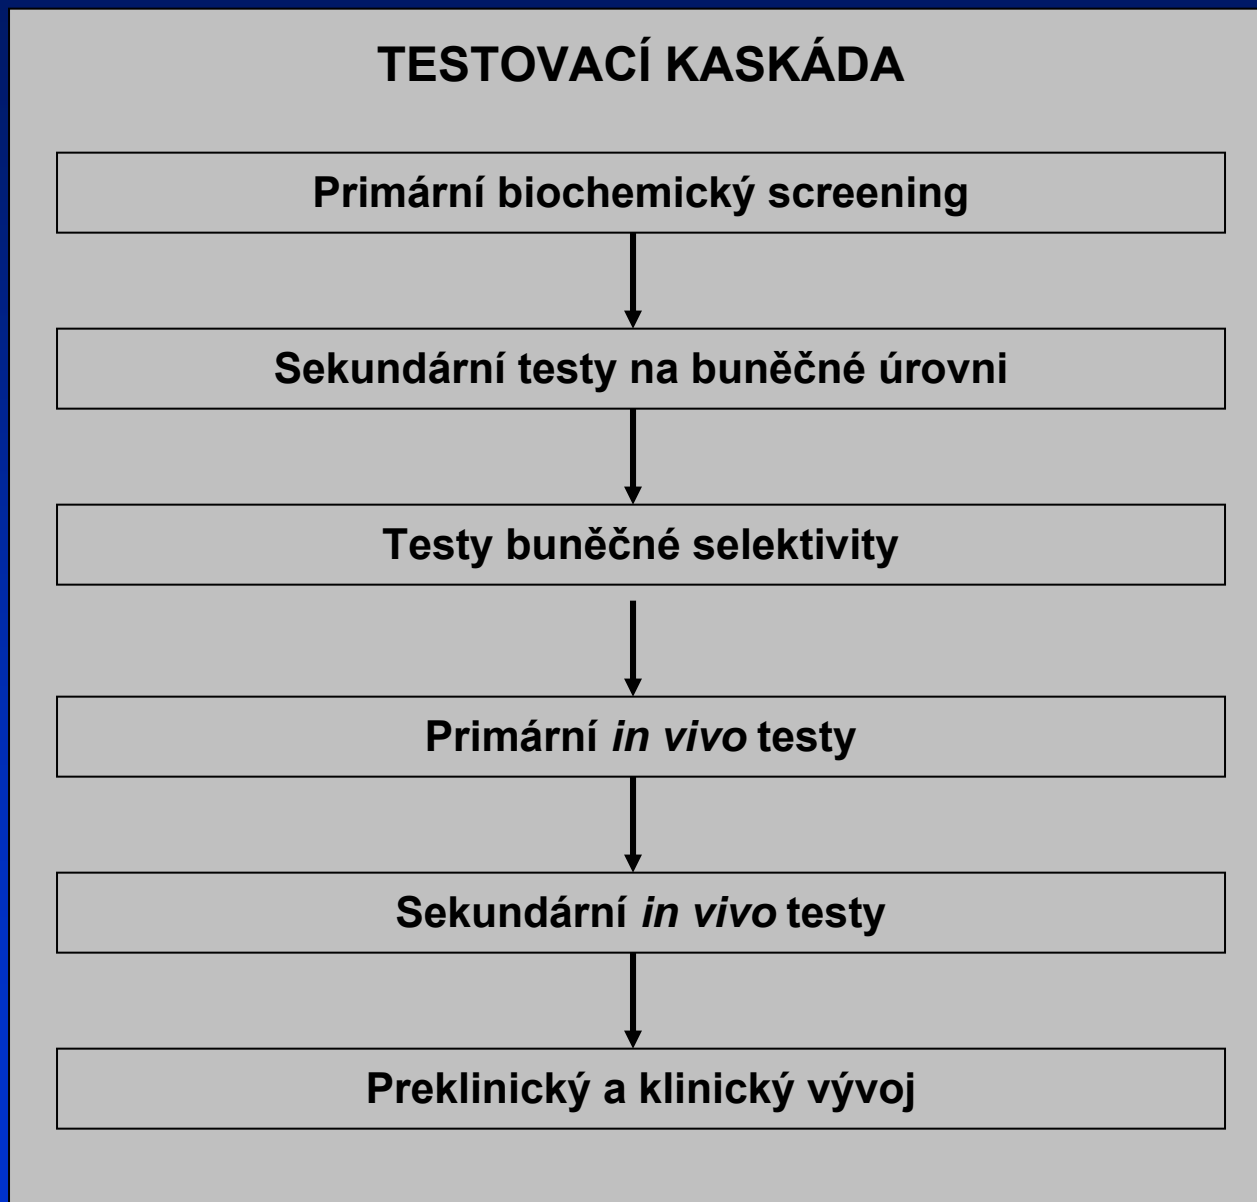 TESTOVACÍ KASKÁDA
Primární biochemický screening
Sekundární testy na buněčné úrovni
Testy buněčné selektivity
Primární in vivo testy
Sekundární in vivo testy
Preklinický a klinický vývoj